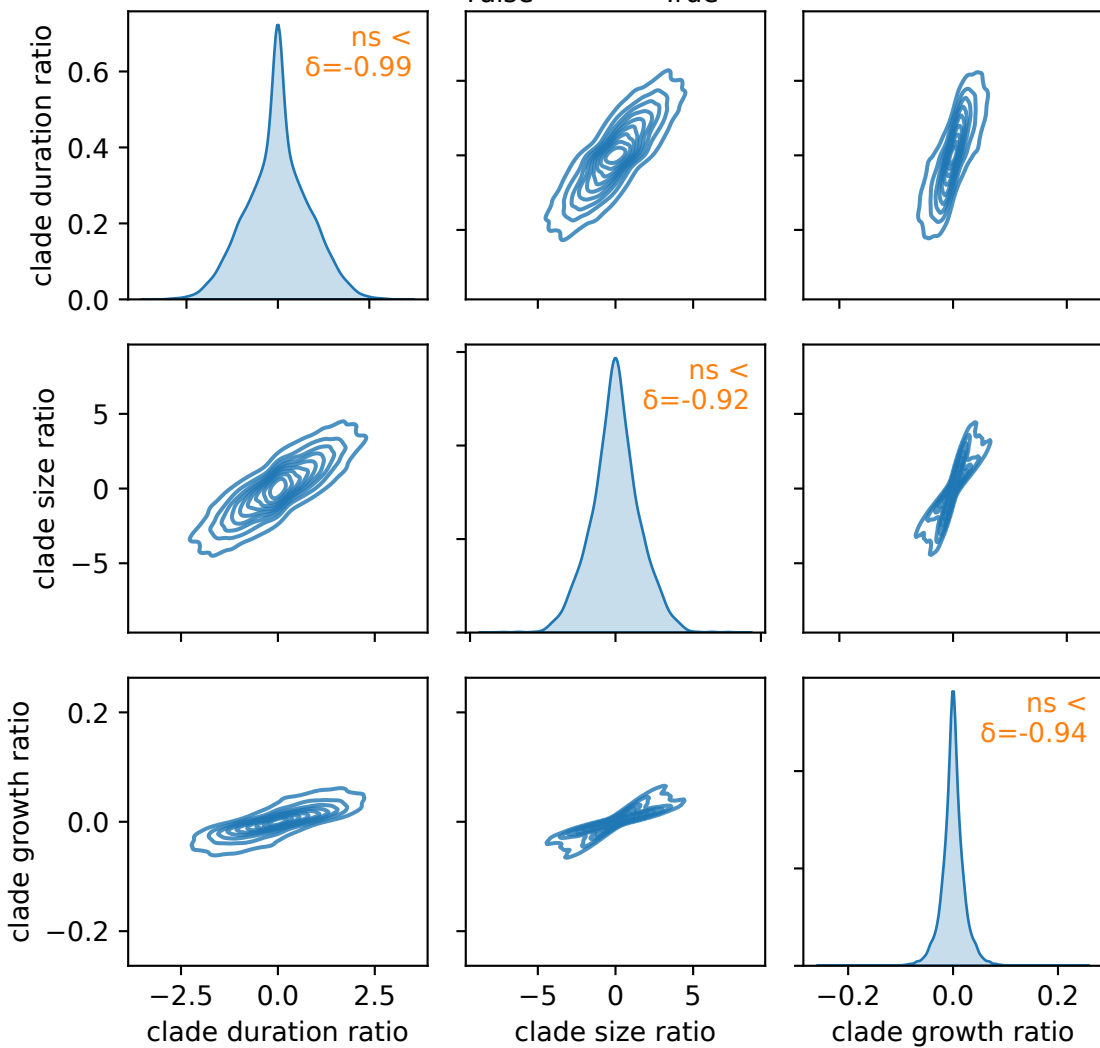 True
clade duration ratio
0.6
0.4
0.2
0.0
ns <
δ=-0.99
clade size ratio
5
0
−5
ns <
δ=-0.92
clade growth ratio
0.2
0.0
−0.2
ns <
δ=-0.94
−2.5 0.0 2.5
−5 0 5
−0.2 0.0 0.2
clade duration ratio
clade size ratio
clade growth ratio